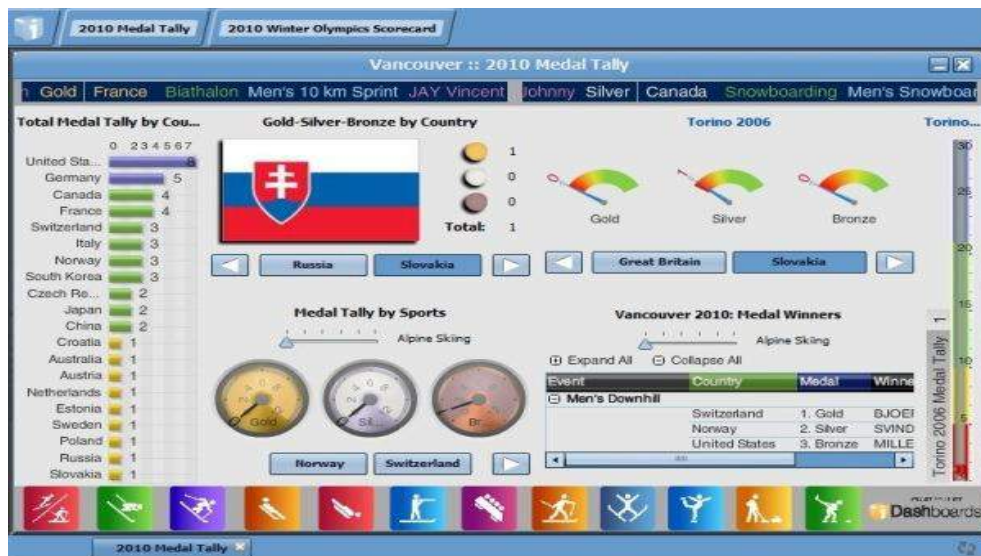 2010 Medal Tally
2010 Winter Olympics Scorecard
Vancouver :: 2010 Medal Tally
Gold France Biathalon Men's 10 km Sprint JAY Vincent Johnny Silver Canada Snowboarding Men's Snowboar
Total Medal Tally by Cou...
0 2 3 4 5 6 7
United Sta... 8
Germany 5
Canada 4
France 4
Switzerland 3
Italy 3
Norway 3
South Korea 3
Czech Re... 2
Japan 2
China 2
Croatia 1
Australia 1
Austria 1
Netherlands 1
Estonia 1
Sweden 1
Poland 1
Russia 1
Slovakia 1
Gold-Silver-Bronze by Country
1
0
0
Total: 1
Russia
Slovakia
Torino 2006
0
Gold
1
Silver
0
Bronze
Great Britain
Slovakia
Torino...
30
25
20
15
10
5
Torino 2006 Medal Tally 1
Medal Tally by Sports
Alpine Skiing
Gold
Sil...
Br
Norway
Switzerland
Vancouver 2010: Medal Winners
Alpine Skiing
Expand All Collapse All
Event Country Medal Winne
Men's Downhill
Switzerland 1. Gold BJOEI
Norway 2. Silver SVIND
United States 3. Bronze MILLE
Dashboards
2010 Medal Tally